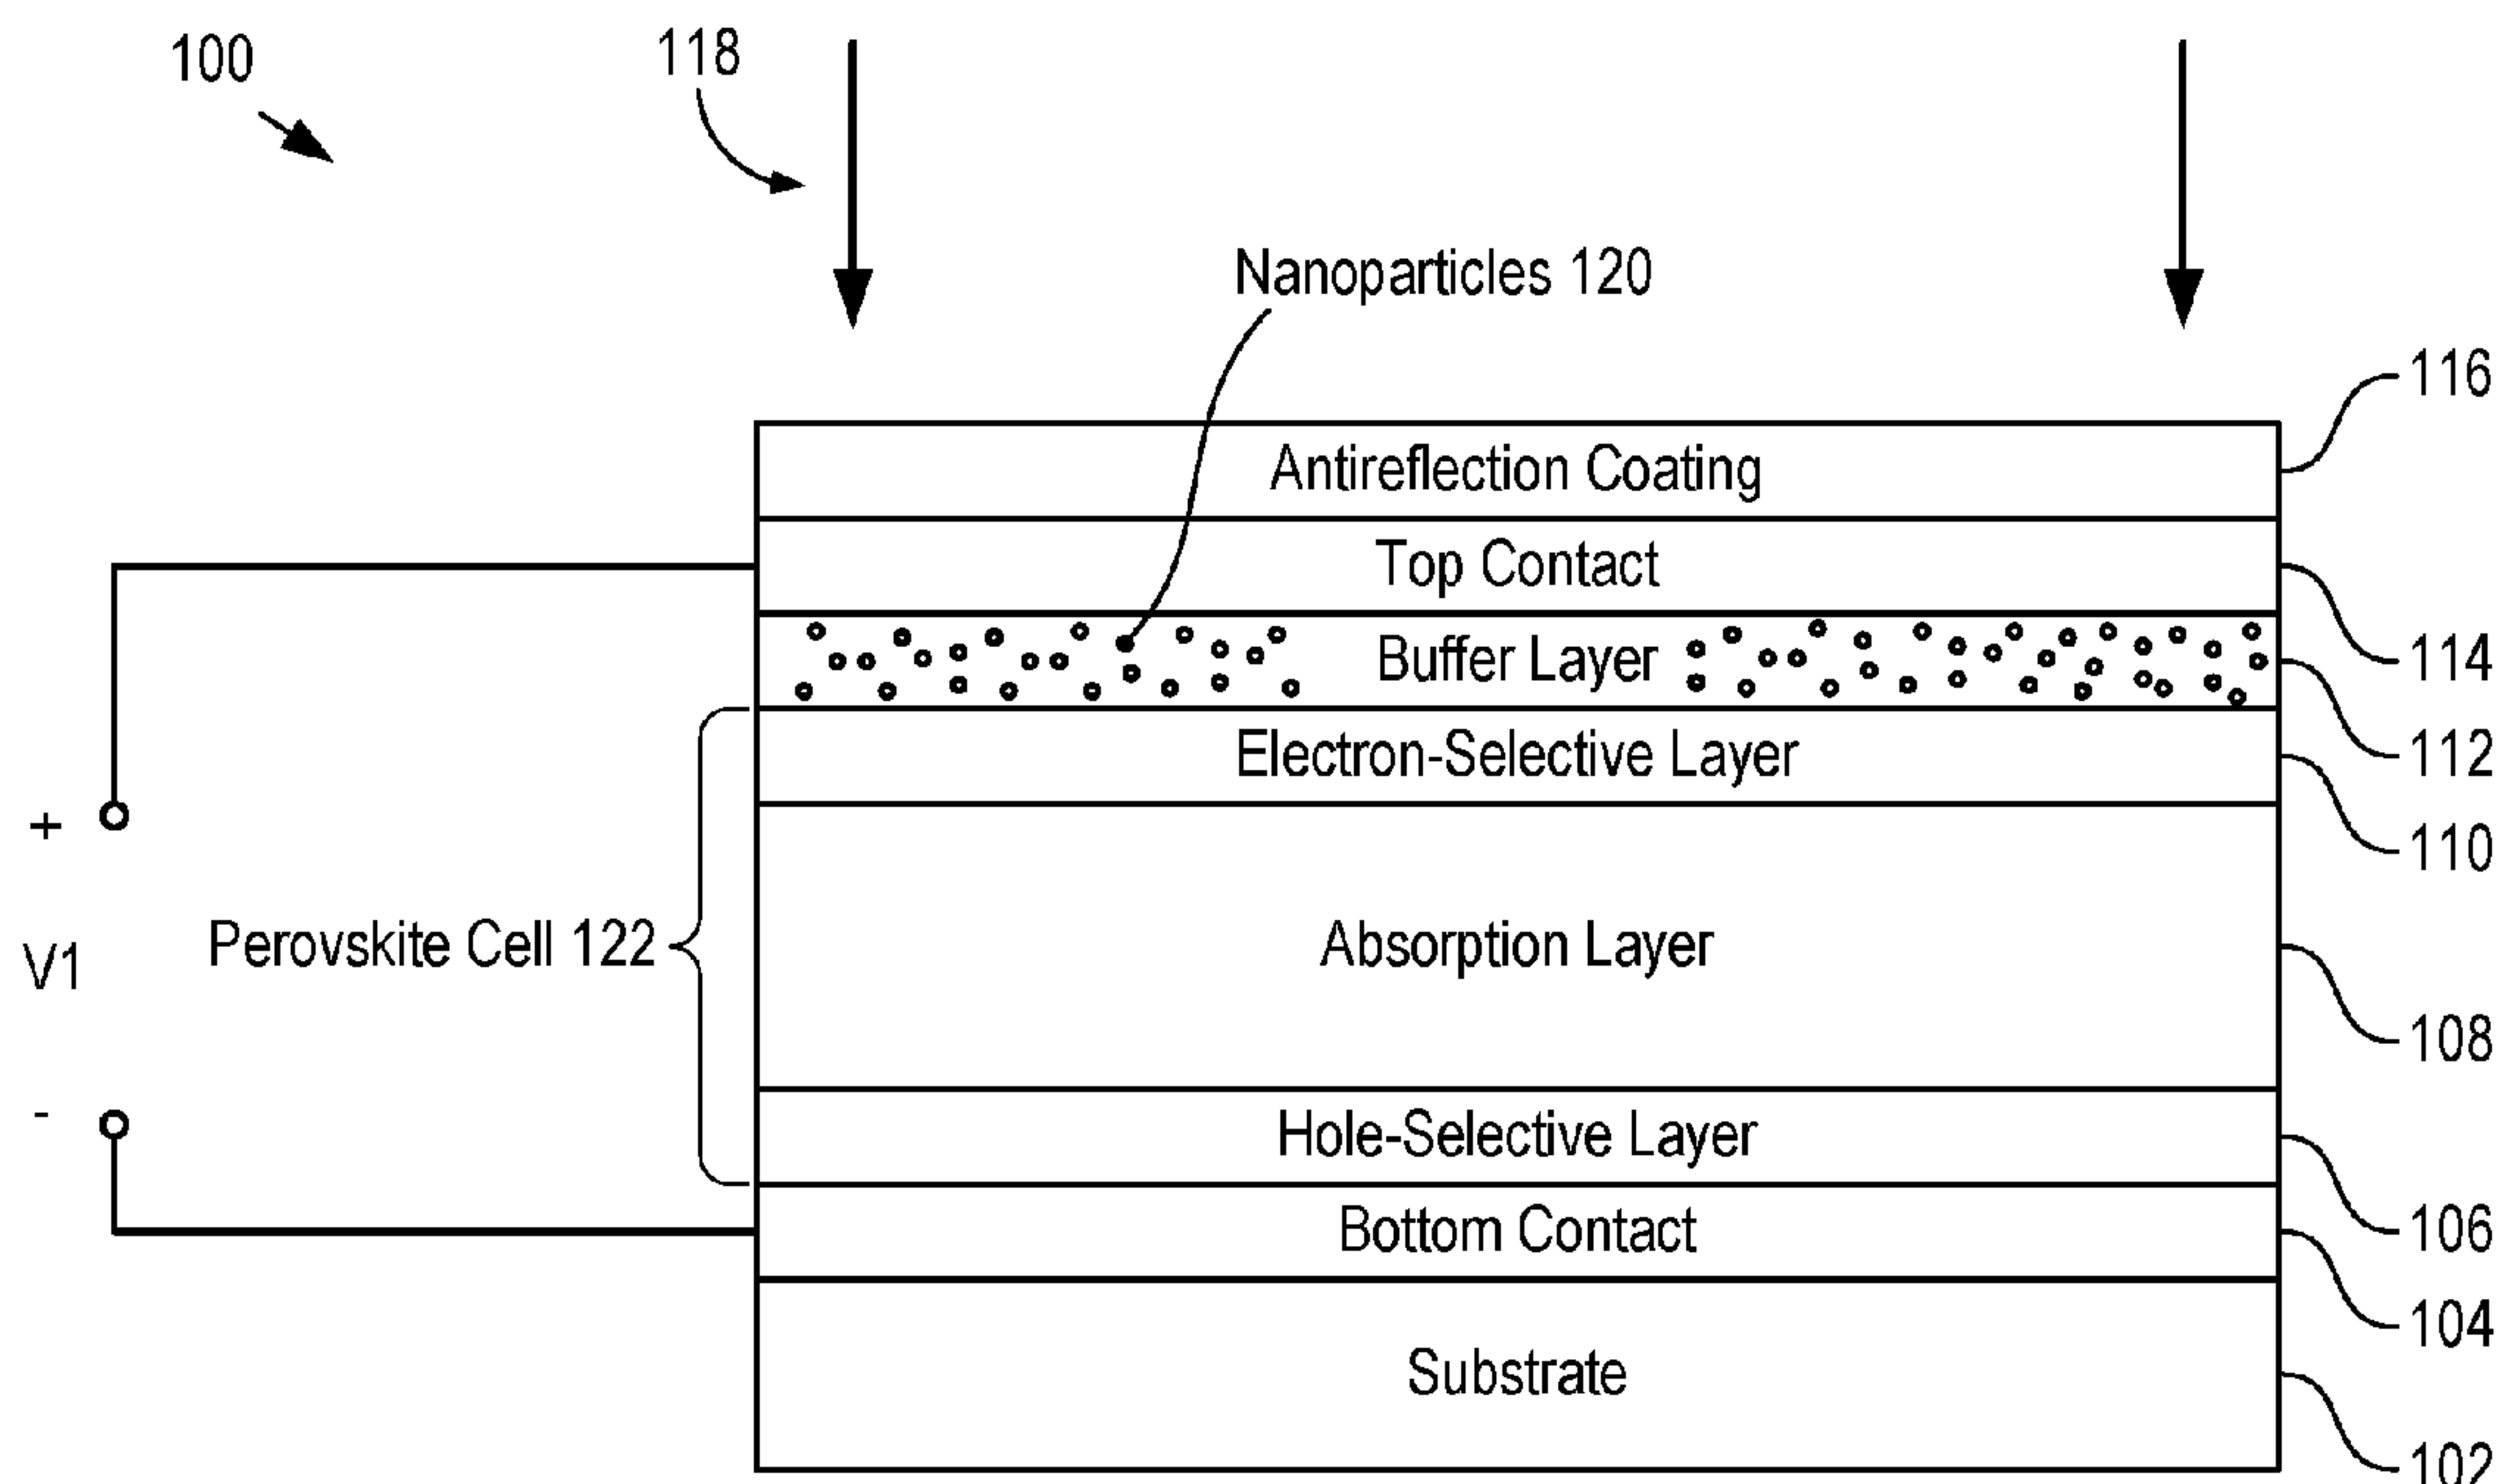 100
118
Nanoparticles 120
116
Antireflection Coating
Top Contact
114
Buffer Layer
112
Electron-Selective Layer
110
+
V1
-
Perovskite Cell 122
Absorption Layer
108
Hole-Selective Layer
106
Bottom Contact
104
Substrate
102